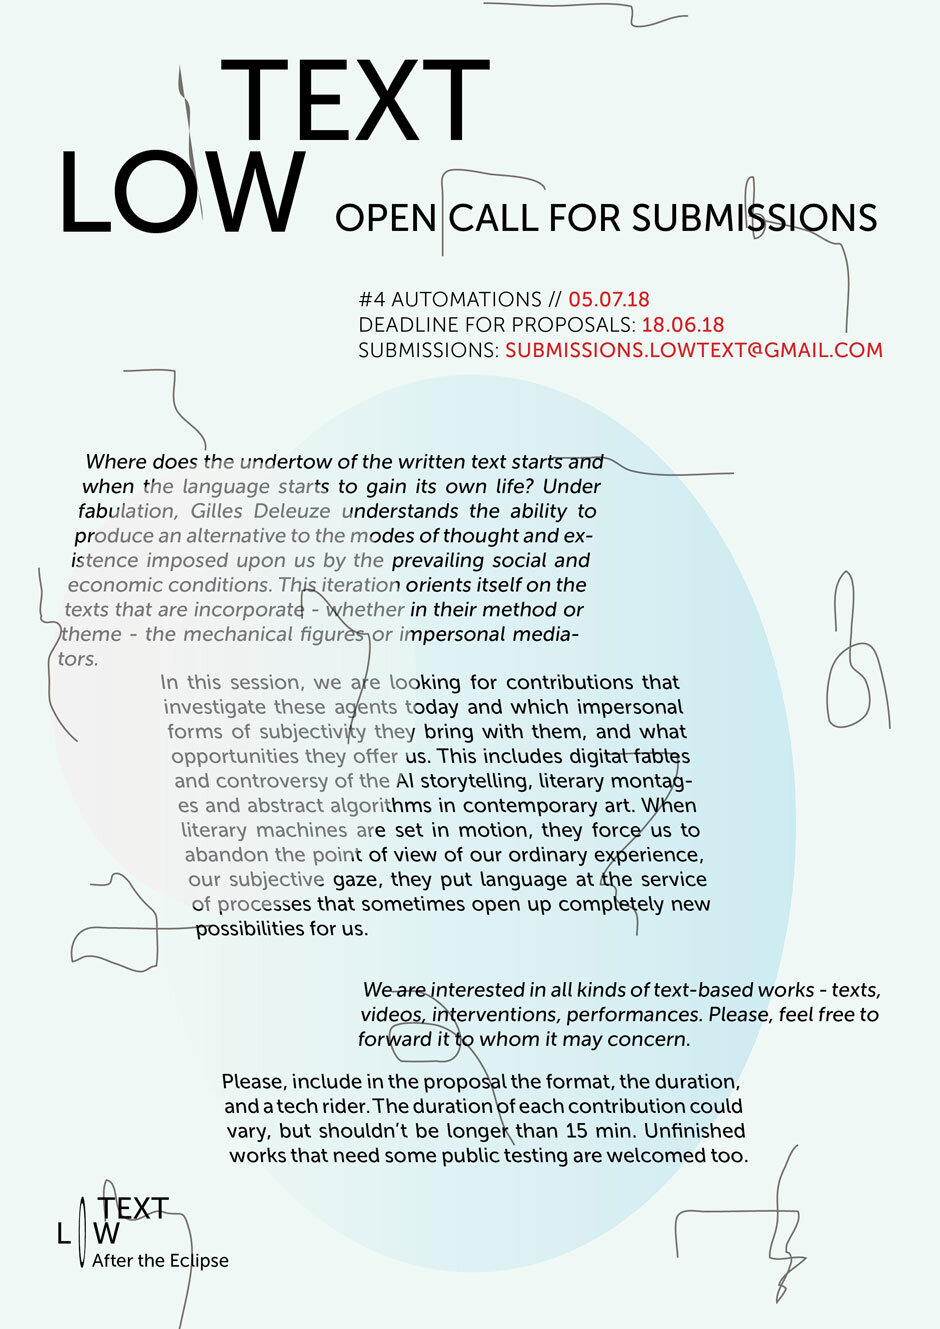 TEXT
LOW
OPEN CALL FOR SUBMISSIONS
#4 AUTOMATIONS // 05.07.18
DEADLINE FOR PROPOSALS: 18.06.18
SUBMISSIONS: SUBMISSIONS.LOWTEXT@GMAIL.COM
Where does the undertow of the written text starts and
when the language starts to gain its own life? Under
fabulation, Gilles Deleuze understands the ability to
produce an alternative to the modes of thought and ex-
istence imposed upon us by the prevailing social and
economic conditions. This iteration orients itself on the
texts that are incorporate - whether in their method or
theme - the mechanical figures or impersonal media-
tors.
In this session, we are looking for contributions that
investigate these agents today and which impersonal
forms of subjectivity they bring with them, and what
opportunities they offer us. This includes digital fables
and controversy of the AI storytelling, literary montag-
es and abstract algorithms in contemporary art. When
literary machines are set in motion, they force us to
abandon the point of view of our ordinary experience,
our subjective gaze, they put language at the service
of processes that sometimes open up completely new
possibilities for us.
We are interested in all kinds of text-based works - texts,
videos, interventions, performances. Please, feel free to
forward it to whom it may concern.
Please, include in the proposal the format, the duration,
and a tech rider. The duration of each contribution could
vary, but shouldn't be longer than 15 min. Unfinished
works that need some public testing are welcomed too.
TEXT
LOW
After the Eclipse